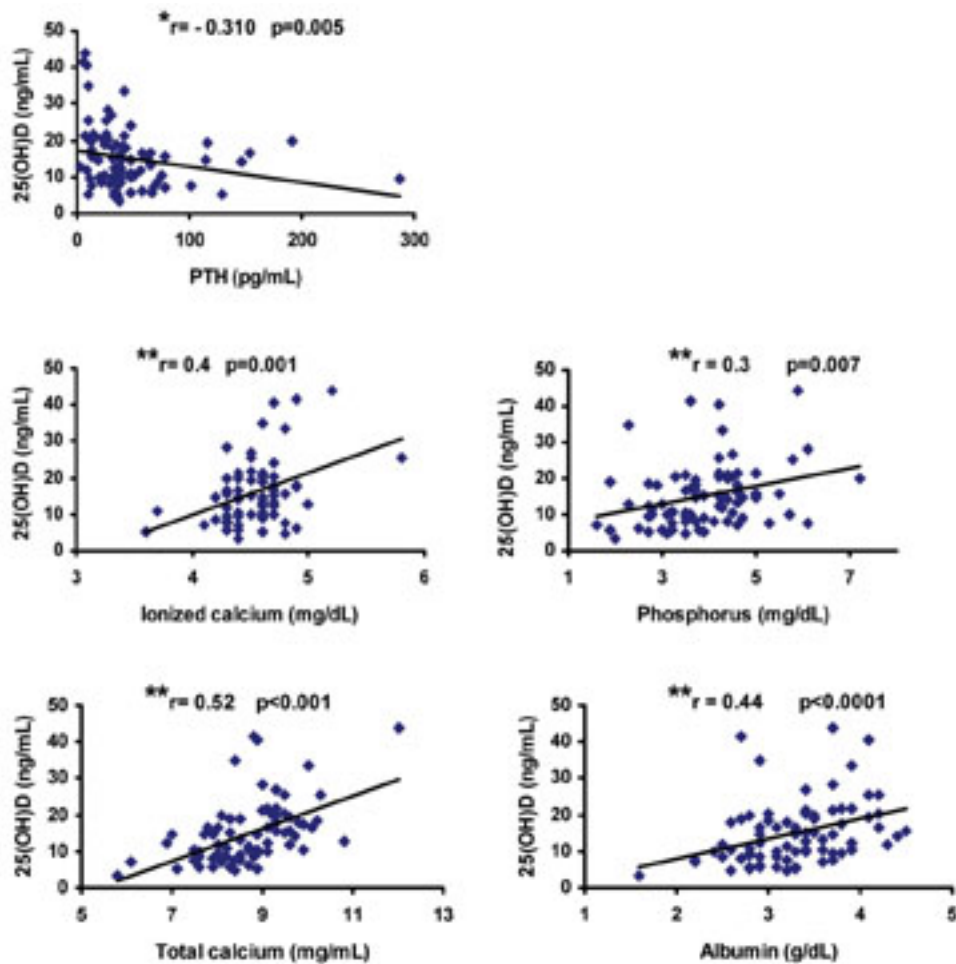 *r= - 0.310 p=0.005
25(OH)D (ng/mL)
50
40
30
20
10
0
0 100 200 300
PTH (pg/mL)
**r= 0.4 p=0.001
25(OH)D (ng/mL)
50
40
30
20
10
0
3 4 5 6
Ionized calcium (mg/dL)
**r = 0.3 p=0.007
25(OH)D (ng/mL)
50
40
30
20
10
0
1 3 5 7
Phosphorus (mg/dL)
**r= 0.52 p<0.001
25(OH)D (ng/mL)
50
40
30
20
10
0
5 7 9 11 13
Total calcium (mg/mL)
**r = 0.44 p<0.0001
25(OH)D (ng/mL)
50
40
30
20
10
0
1 2 3 4 5
Albumin (g/dL)